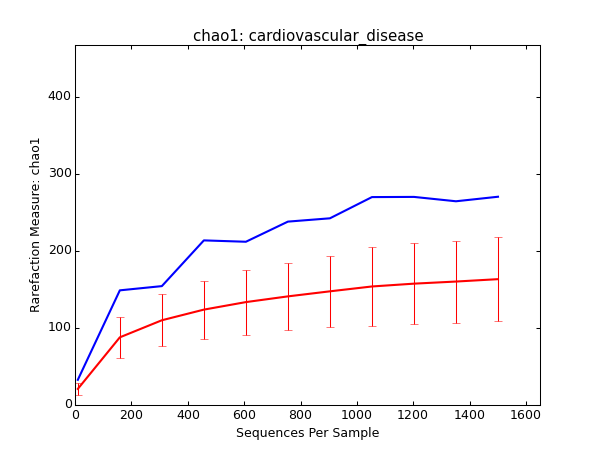 chao1: cardiovascular_disease
Rarefaction Measure: chao1
400
300
200
100
0
0 200 400 600 800 1000 1200 1400 1600
Sequences Per Sample